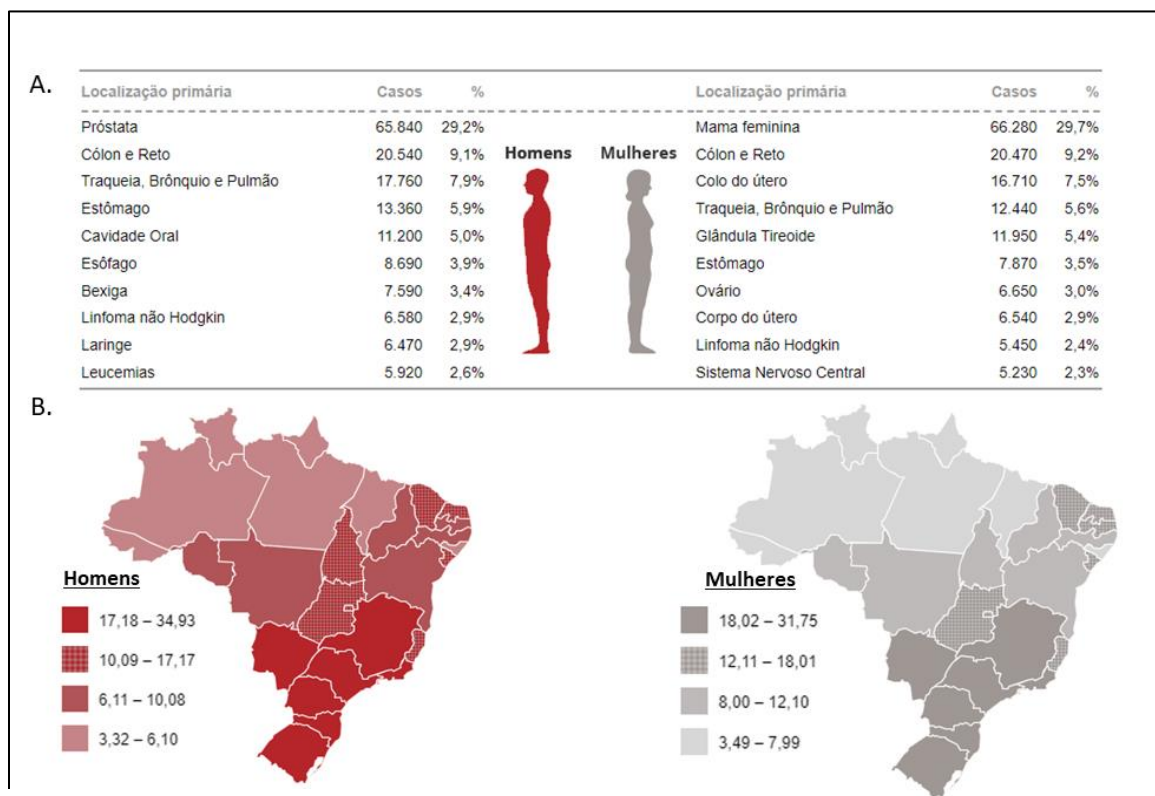 A.
Localização primária Casos %
Localização primária Casos %
Próstata 65.840 29,2%
Mama feminina 66.280 29,7%
Cólon e Reto 20.540 9,1%
Homens Mulheres
Cólon e Reto 20.470 9,2%
Traqueia, Brônquio e Pulmão 17.760 7,9%
Colo do útero 16.710 7,5%
Estômago 13.360 5,9%
Traqueia, Brônquio e Pulmão 12.440 5,6%
Cavidade Oral 11.200 5,0%
Glândula Tireoide 11.950 5,4%
Esôfago 8.690 3,9%
Estômago 7.870 3,5%
Bexiga 7.590 3,4%
Ovário 6.650 3,0%
Linfoma não Hodgkin 6.580 2,9%
Corpo do útero 6.540 2,9%
Laringe 6.470 2,9%
Linfoma não Hodgkin 5.450 2,4%
Leucemias 5.920 2,6%
Sistema Nervoso Central 5.230 2,3%
B.
Homens
17,18 – 34,93
10,09 – 17,17
6,11 – 10,08
3,32 – 6,10
Mulheres
18,02 – 31,75
12,11 – 18,01
8,00 – 12,10
3,49 – 7,99